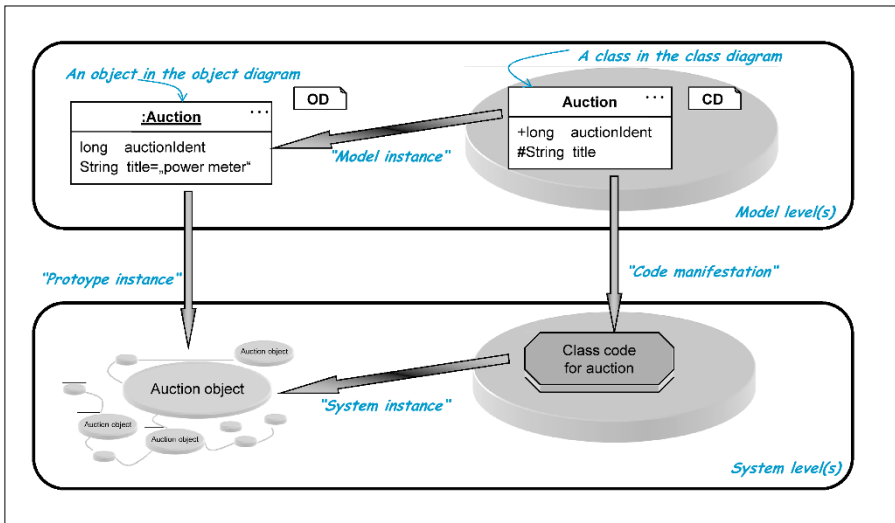 An object in the object diagram
A class in the class diagram
:Auction
...
OD
long auctionIdent
String title=„power meter“
Auction
...
CD
+long auctionIdent
#String title
"Model instance"
Model level(s)
"Protoype instance"
"Code manifestation"
Auction object
Auction object
Auction object
Auction object
Class code
for auction
"System instance"
System level(s)